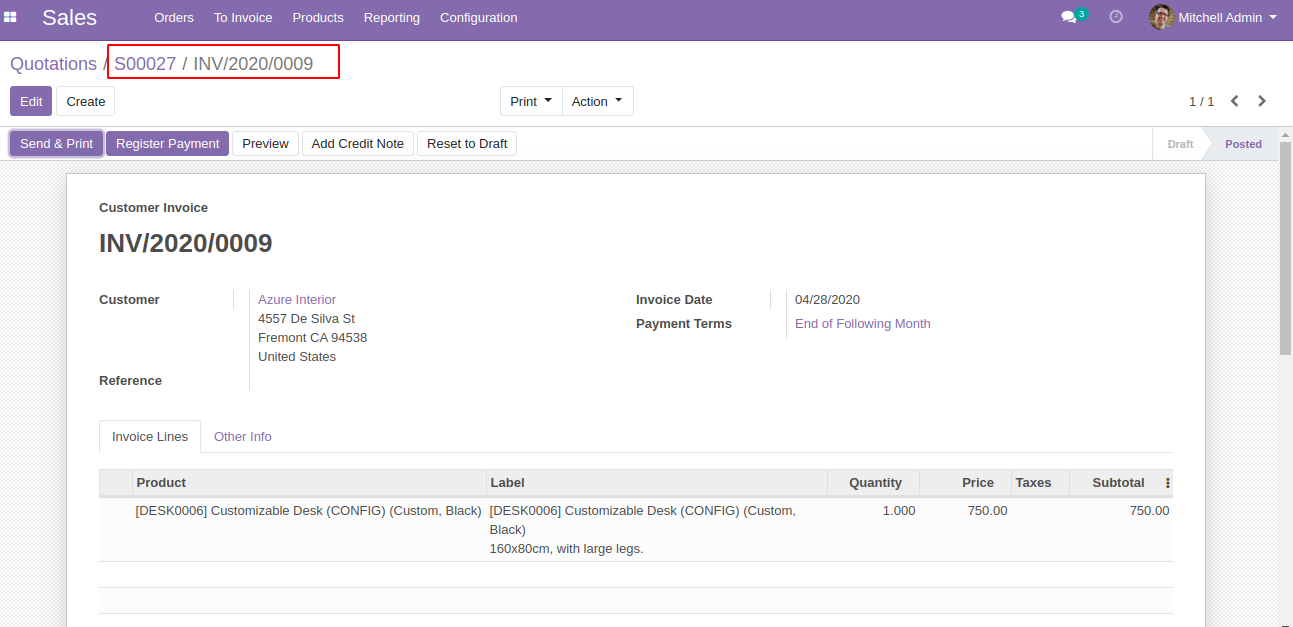 Sales Orders To Invoice Products Reporting Configuration 3 Mitchell Admin
Quotations / S00027 / INV/2020/0009
Edit Create Print Action 1 / 1
Send & Print Register Payment Preview Add Credit Note Reset to Draft Draft Posted
Customer Invoice
INV/2020/0009
Customer Azure Interior Invoice Date 04/28/2020
4557 De Silva St
Payment Terms End of Following Month
Fremont CA 94538
United States
Reference
Invoice Lines Other Info
Product Label Quantity Price Taxes Subtotal
[DESK0006] Customizable Desk (CONFIG) (Custom, Black) [DESK0006] Customizable Desk (CONFIG) (Custom, 1.000 750.00 750.00
Black)
160x80cm, with large legs.